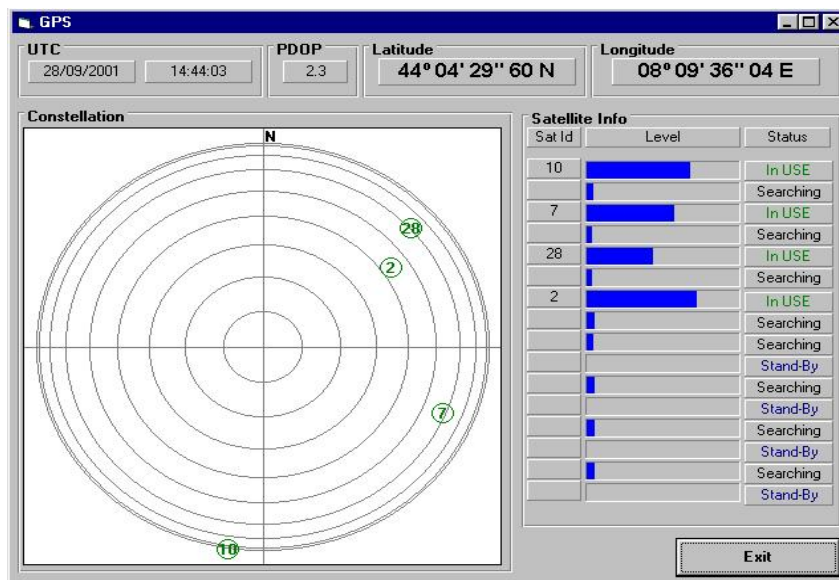 GPS
UTC PDOP Latitude Longitude
28/09/2001 14:44:03 2.3 44º 04' 29'' 60 N 08º 09' 36'' 04 E
Constellation Satellite Info
Sat Id Level Status
N
10 In USE
Searching
7 In USE
Searching
28
28 In USE
2
Searching
2 In USE
Searching
Searching
Stand-By
Searching
7
Stand-By
Searching
Stand-By
Searching
Stand-By
10
Exit